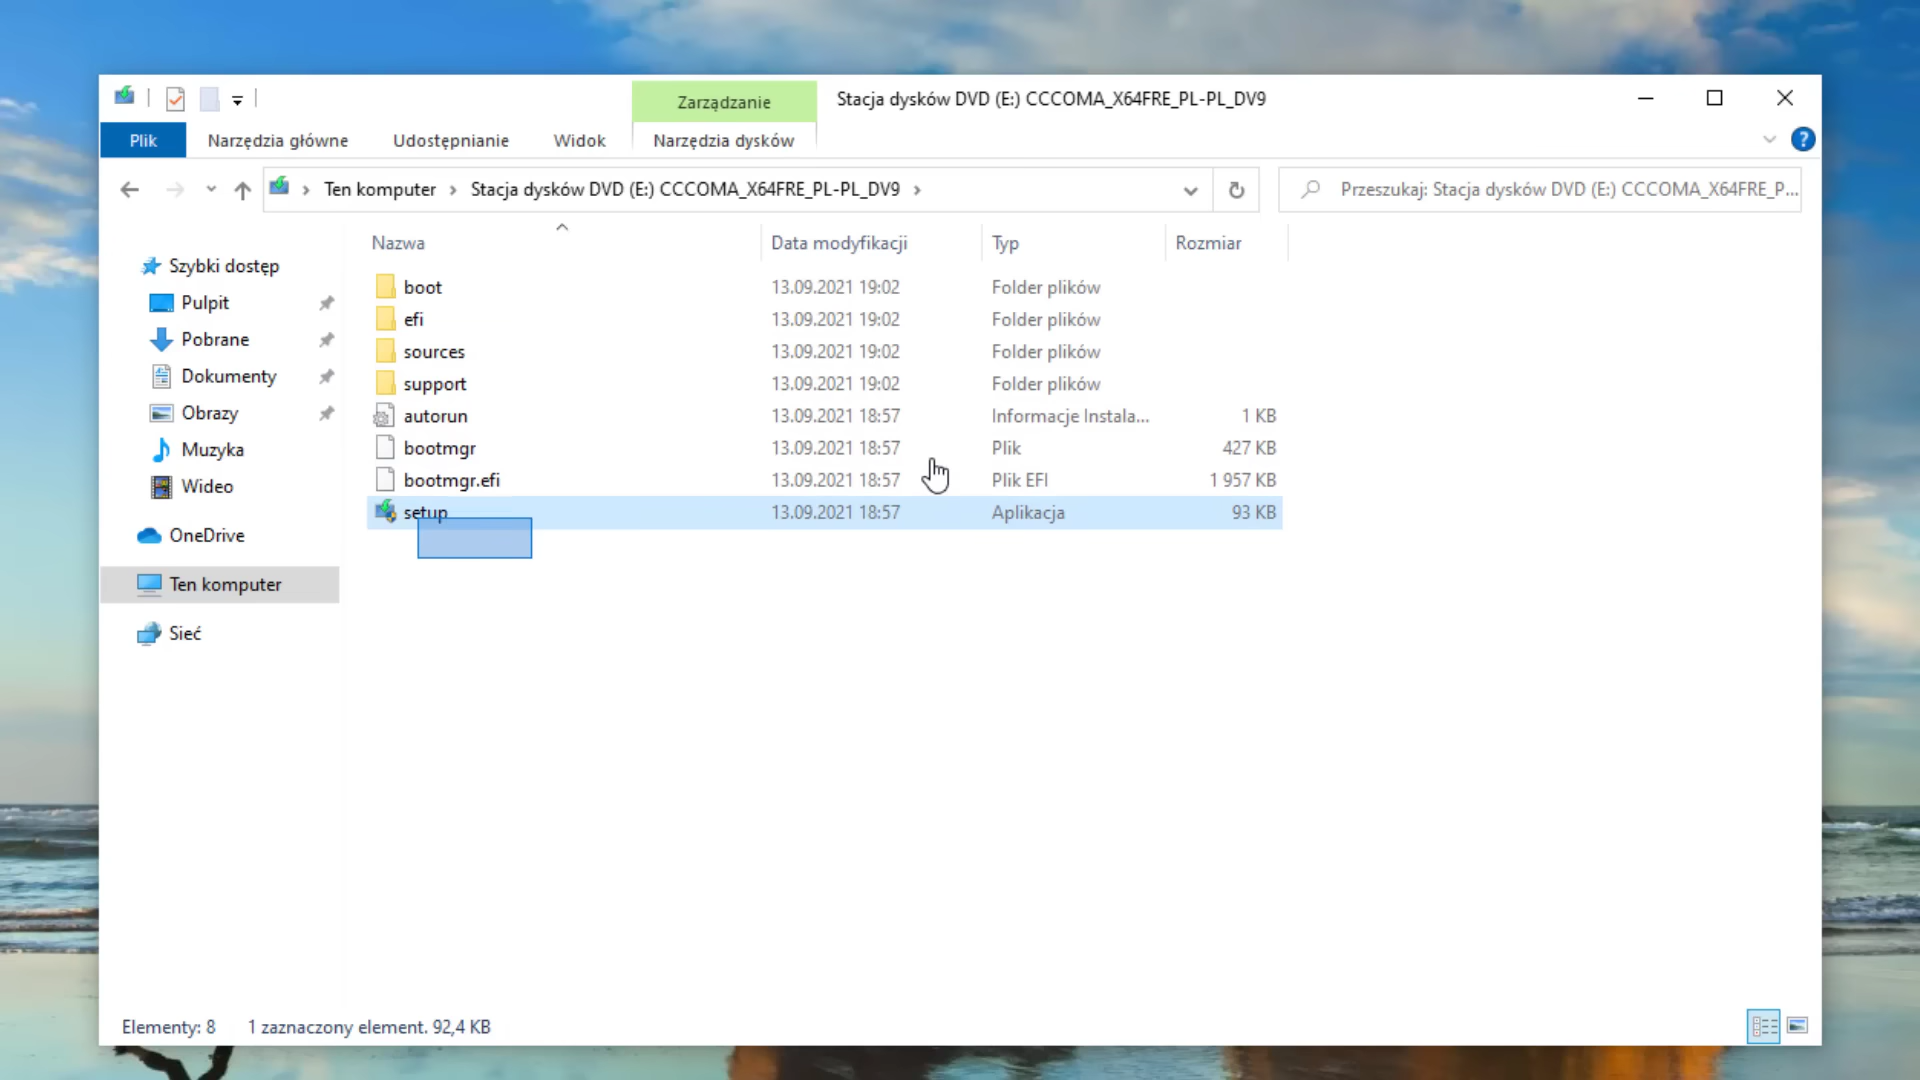 Zarządzanie
Stacja dysków DVD (E:) CCCOMA_X64FRE_PL-PL_DV9
Plik
Narzędzia główne
Udostępnianie
Widok
Narzędzia dysków
?
Ten komputer
Stacja dysków DVD (E:) CCCOMA_X64FRE_PL-PL_DV9
Przeszukaj: Stacja dysków DVD (E:) CCCOMA_X64FRE_P...
Nazwa
Data modyfikacji
Typ
Rozmiar
Szybki dostęp
Pulpit
Pobrane
Dokumenty
Obrazy
Muzyka
Wideo
OneDrive
Ten komputer
Sieć
boot 13.09.2021 19:02 Folder plików
efi 13.09.2021 19:02 Folder plików
sources 13.09.2021 19:02 Folder plików
support 13.09.2021 19:02 Folder plików
autorun 13.09.2021 18:57 Informacje Instala... 1 KB
bootmgr 13.09.2021 18:57 Plik 427 KB
bootmgr.efi 13.09.2021 18:57 Plik EFI 1 957 KB
setup 13.09.2021 18:57 Aplikacja 93 KB
Elementy: 8
1 zaznaczony element. 92,4 KB